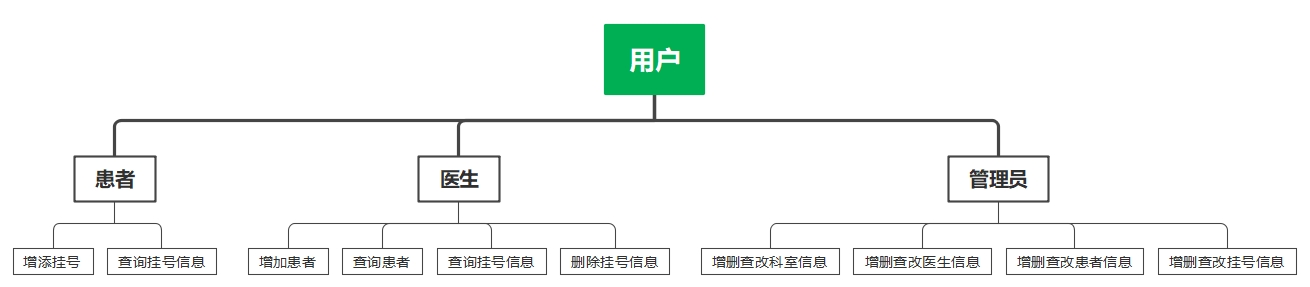 用户
患者
医生
管理员
增添挂号
查询挂号信息
增加患者
查询患者
查询挂号信息
删除挂号信息
增删查改科室信息
增删查改医生信息
增删查改患者信息
增删查改挂号信息